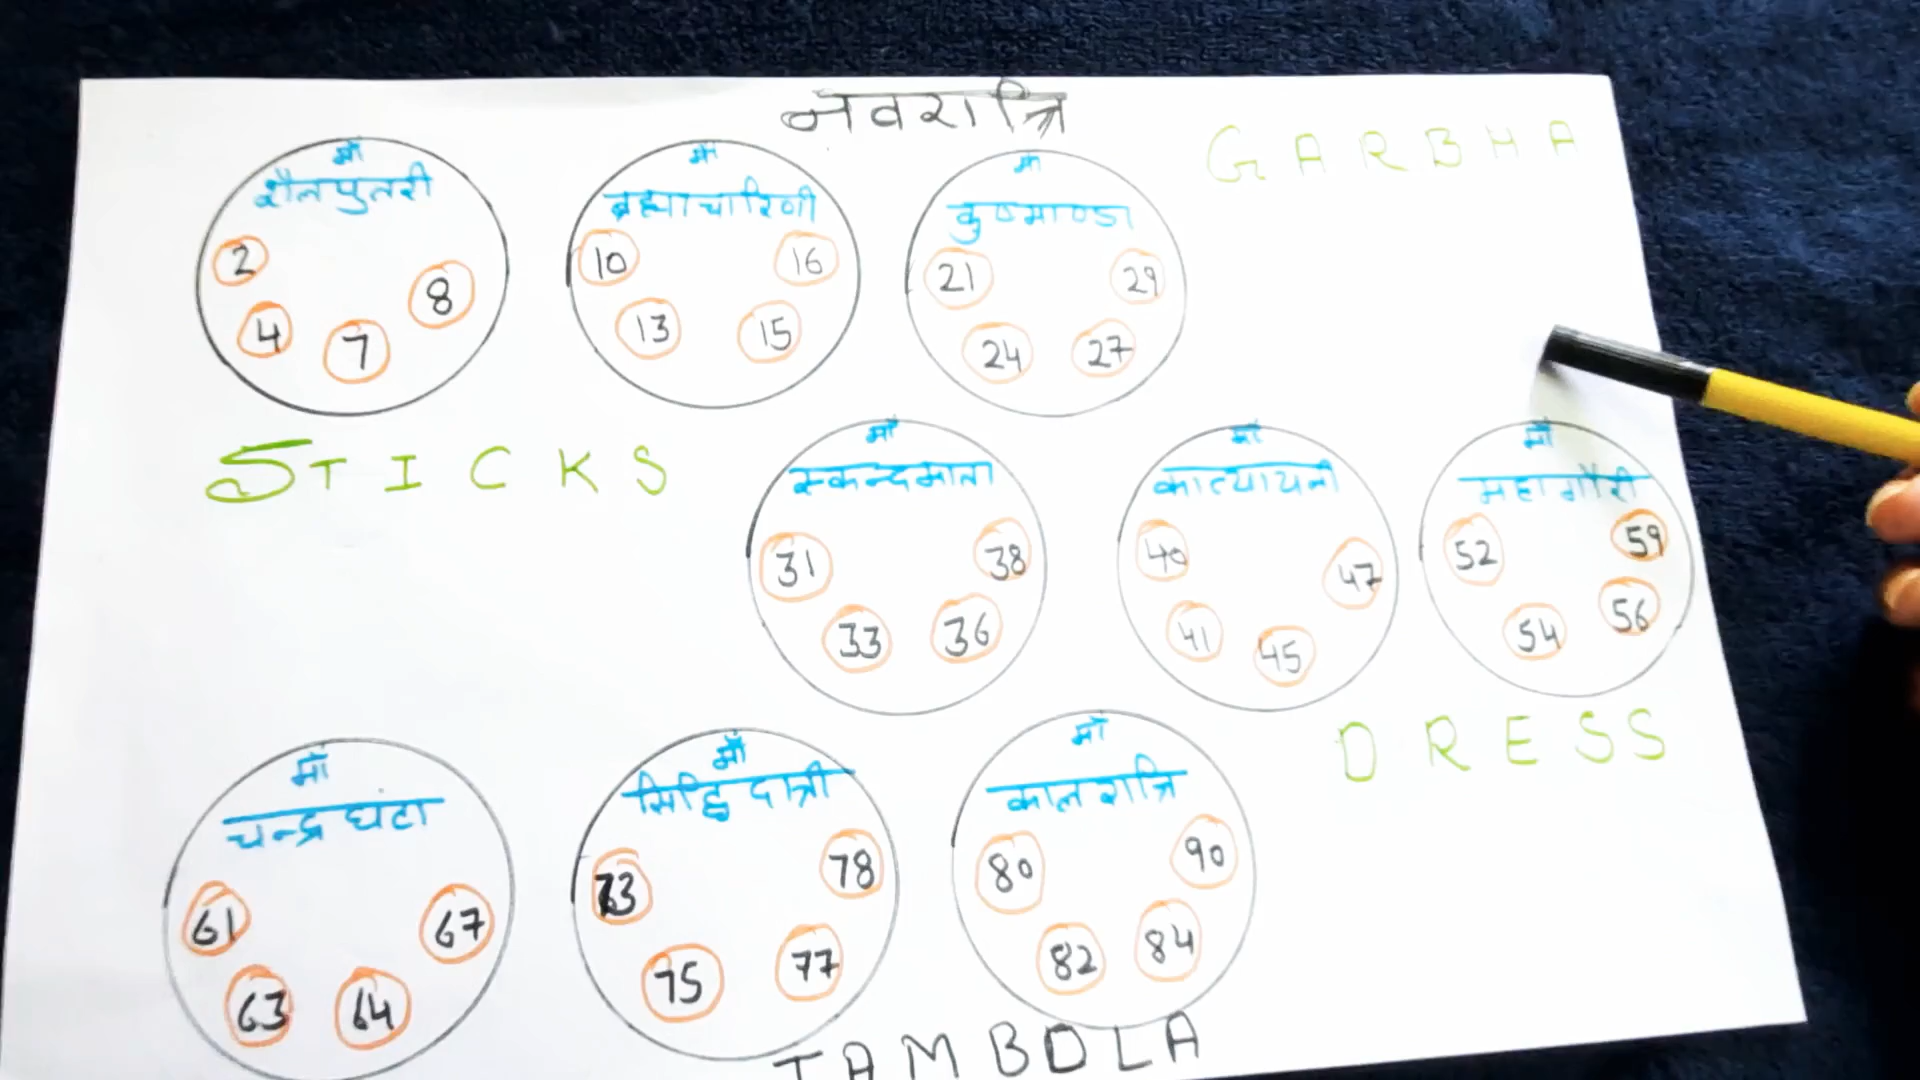 नवरात्रि
माँ
शैलपुतरी
2 4 7 8
माँ
ब्रह्मचारिणी
10 13 15 16
माँ
कुष्माण्डा
21 24 27 29
GARBHA
STICKS
माँ
स्कन्दमाता
31 33 36 38
माँ
कात्यायनी
40 41 45 47
माँ
महागौरी
52 54 56 59
DRESS
माँ
चन्द्रघंटा
61 63 64 67
माँ
सिद्धिदात्री
73 75 77 78
माँ
कालरात्रि
80 82 84 90
TAMBOLA